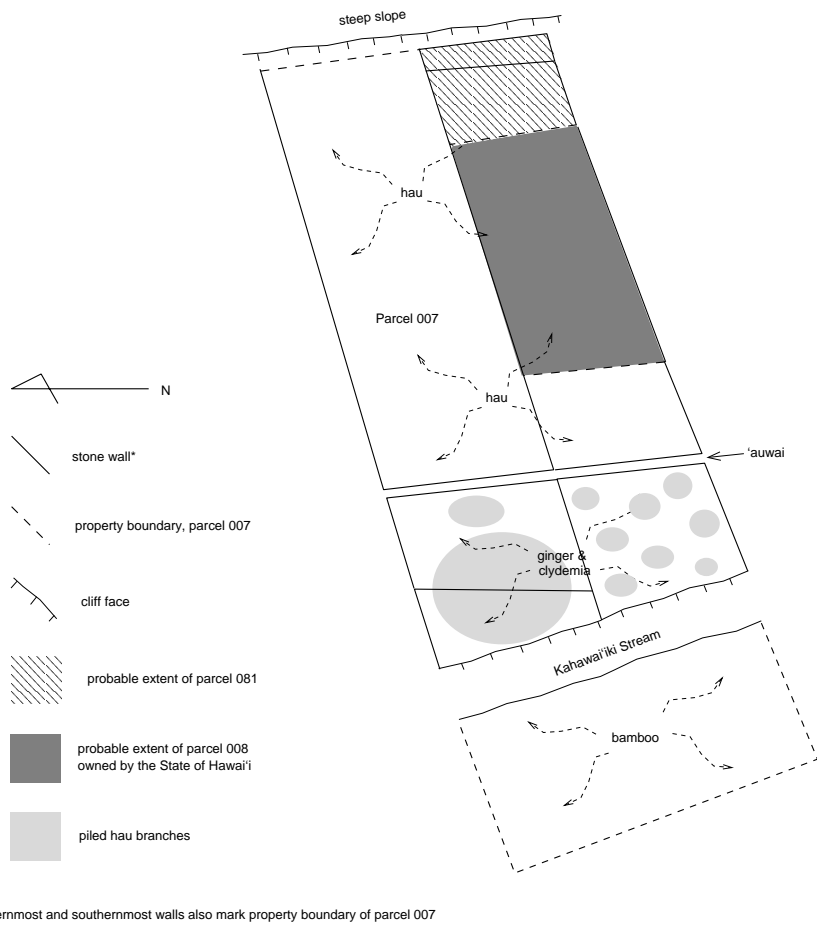 steep slope
hau
Parcel 007
hau
N
stone wall*
'auwai
property boundary, parcel 007
ginger &
clydemia
cliff face
Kahawai'iki Stream
probable extent of parcel 081
bamboo
probable extent of parcel 008
owned by the State of Hawai'i
piled hau branches
and southernmost walls also mark property boundary of parcel 007